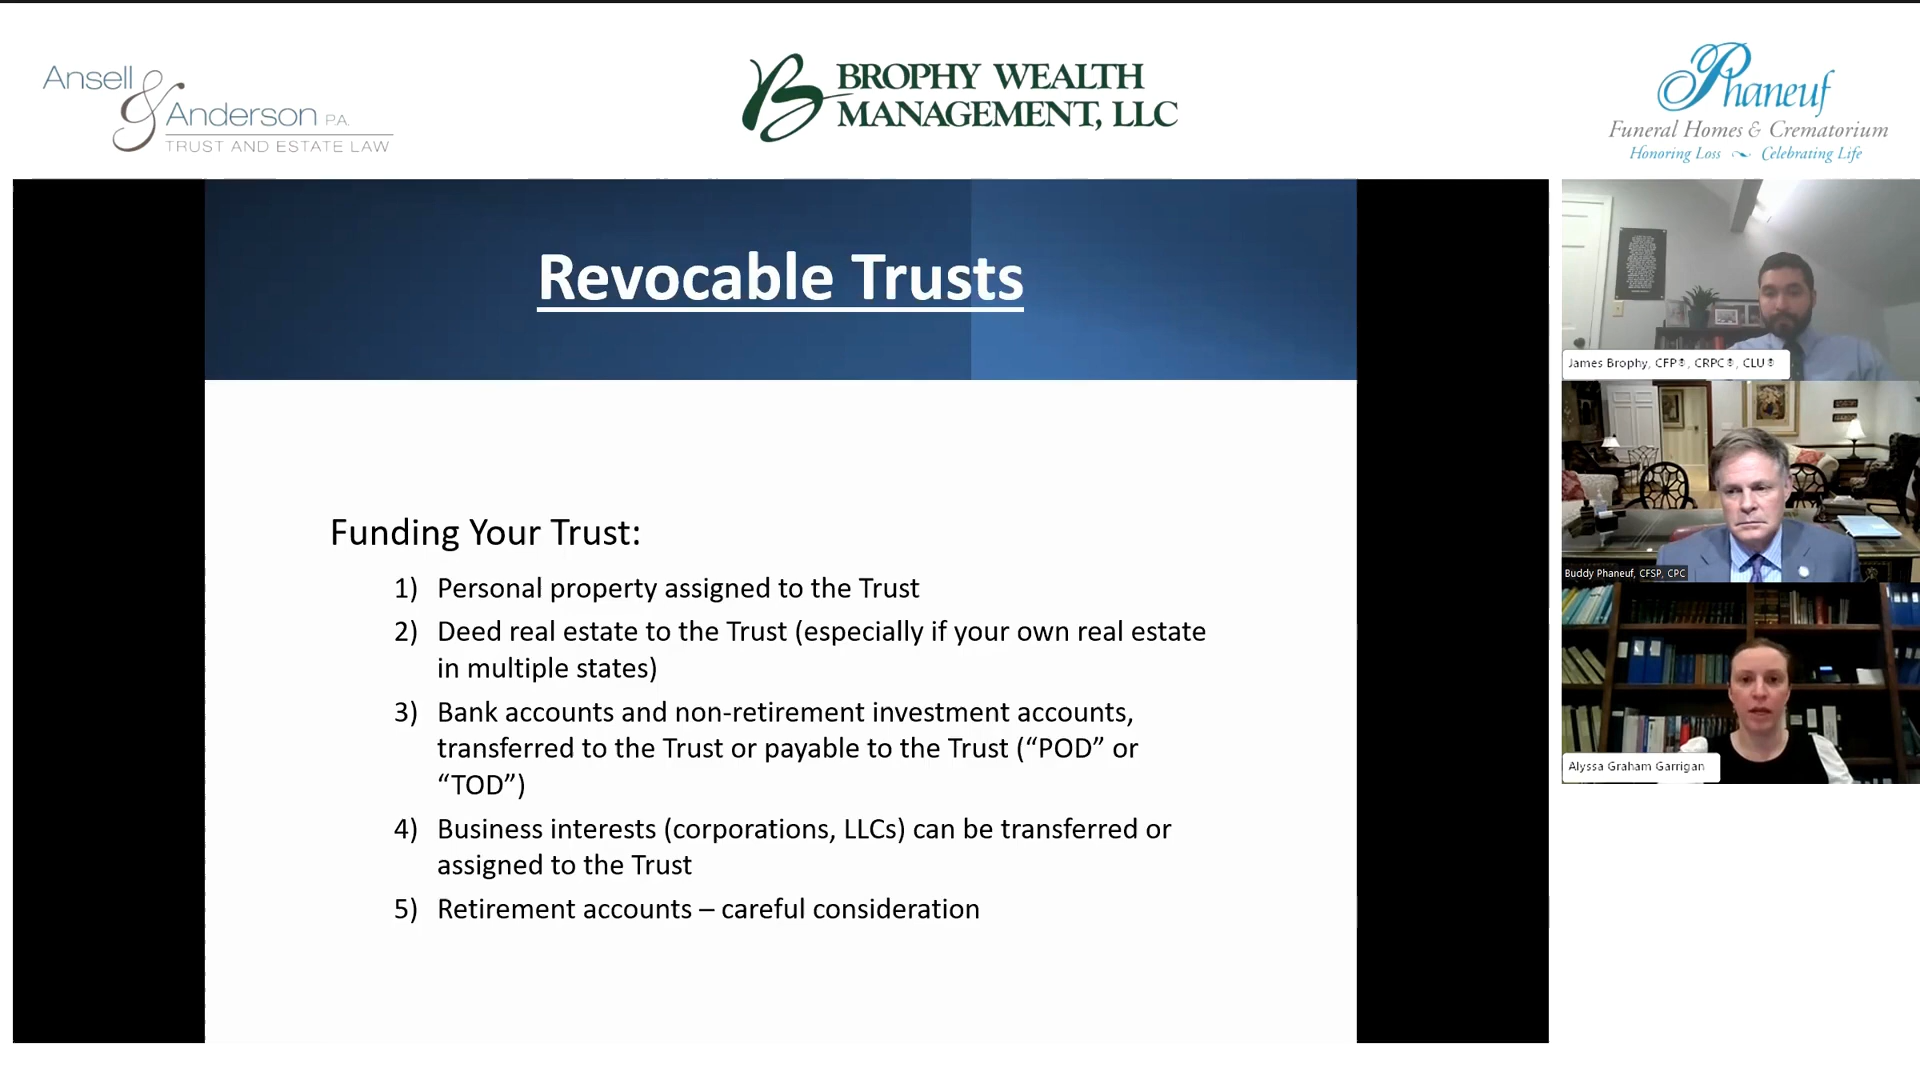 Ansell
&
Anderson P.A.
TRUST AND ESTATE LAW
BROPHY WEALTH
MANAGEMENT, LLC
Phaneuf
Funeral Homes & Crematorium
Honoring Loss ~ Celebrating Life
Revocable Trusts
Funding Your Trust:
1) Personal property assigned to the Trust
2) Deed real estate to the Trust (especially if your own real estate
in multiple states)
3) Bank accounts and non-retirement investment accounts,
transferred to the Trust or payable to the Trust (“POD” or
“TOD”)
4) Business interests (corporations, LLCs) can be transferred or
assigned to the Trust
5) Retirement accounts – careful consideration
James Brophy, CFP®, CRPC®, CLU®
Buddy Phaneuf, CFSP, CPC
Alyssa Graham Garrigan